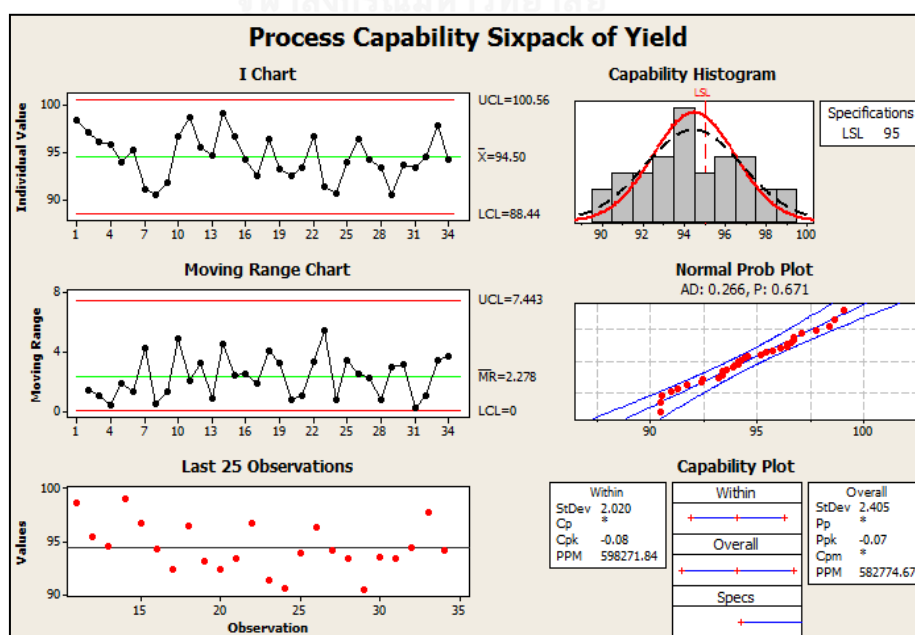 Process Capability Sixpack of Yield
I Chart
Individual Value
100
95
90
1 4 7 10 13 16 19 22 25 28 31 34
UCL=100.56
X̄=94.50
LCL=88.44
Capability Histogram
LSL
90 92 94 96 98 100
Specifications
LSL 95
Moving Range Chart
Moving Range
8
4
0
1 4 7 10 13 16 19 22 25 28 31 34
UCL=7.443
M̄R̄=2.278
LCL=0
Normal Prob Plot
AD: 0.266, P: 0.671
90 95 100
Last 25 Observations
Values
100
95
90
15 20 25 30 35
Observation
Capability Plot
Within
StDev 2.020
Cp *
Cpk -0.08
PPM 598271.84
Within
Overall
Specs
Overall
StDev 2.405
Pp *
Ppk -0.07
Cpm *
PPM 582774.67